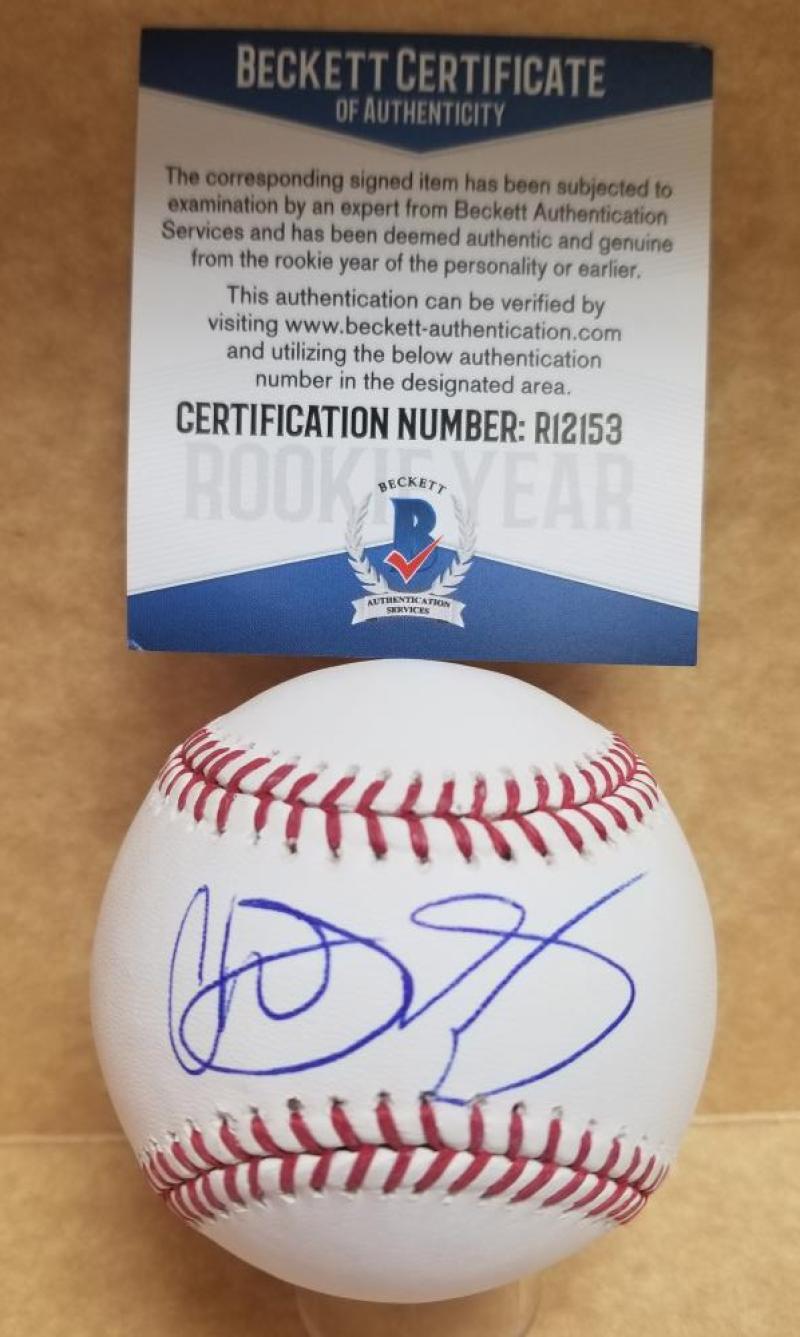 BECKETT CERTIFICATE
OF AUTHENTICITY
The corresponding signed item has been subjected to
examination by an expert from Beckett Authentication
Services and has been deemed authentic and genuine
from the rookie year of the personality or earlier.
This authentication can be verified by
visiting www.beckett-authentication.com
and utilizing the below authentication
number in the designated area.
CERTIFICATION NUMBER: R12153
ROOKIE YEAR
BECKETT
B
AUTHENTICATION
SERVICES